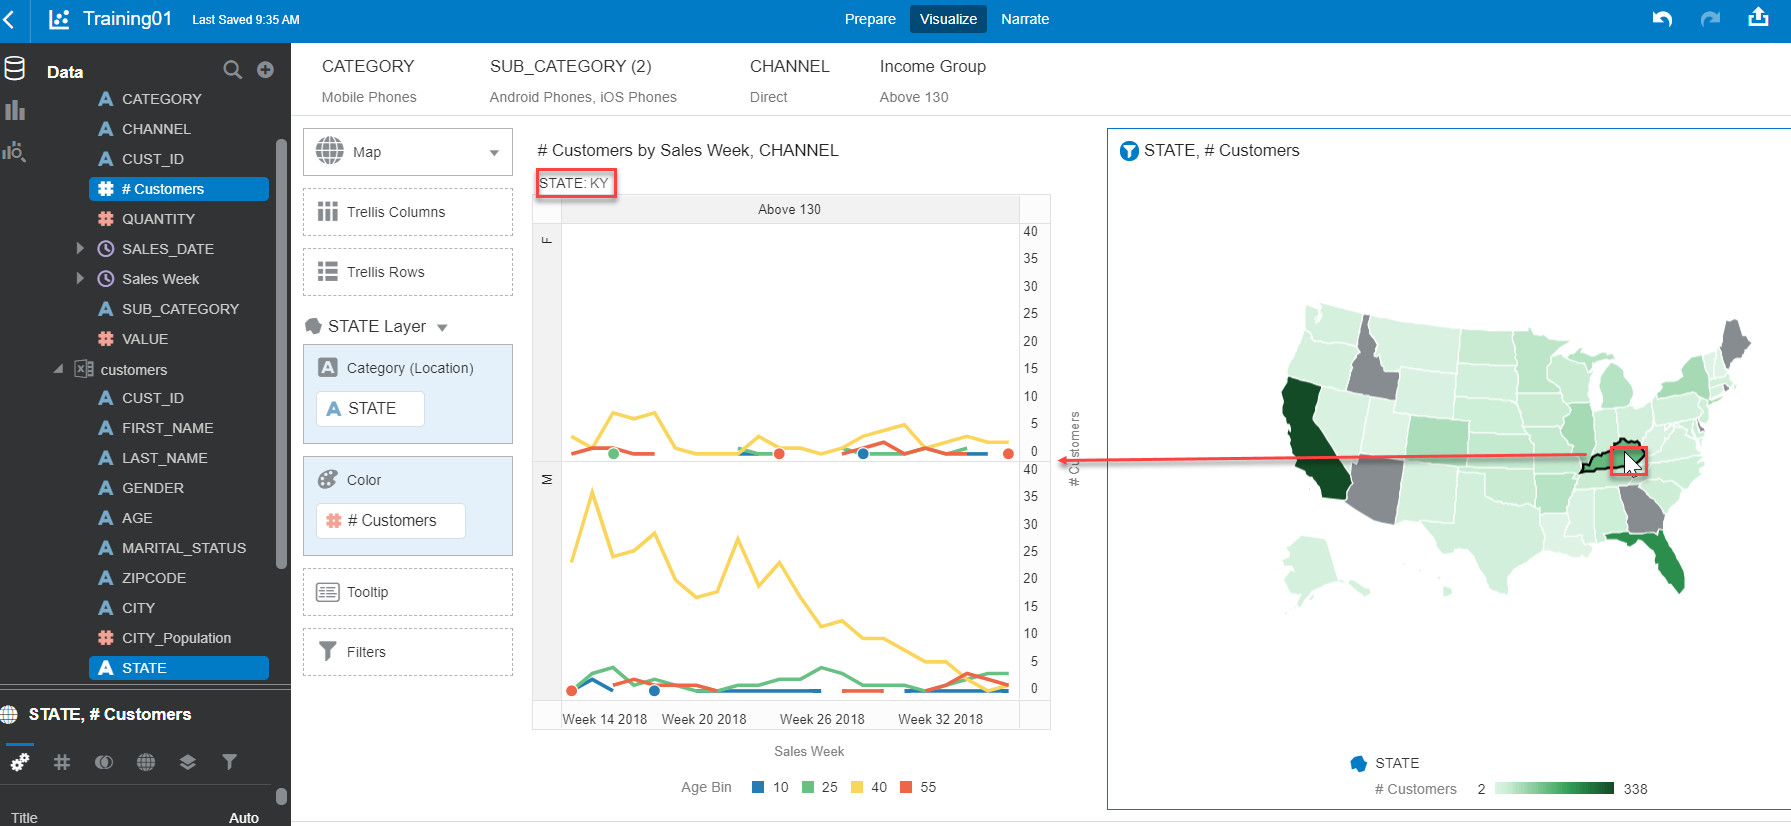 Training01
Last Saved 9:35 AM
Prepare
Visualize
Narrate
Data
CATEGORY
CHANNEL
CUST_ID
# Customers
QUANTITY
SALES_DATE
Sales Week
SUB_CATEGORY
VALUE
customers
CUST_ID
FIRST_NAME
LAST_NAME
GENDER
AGE
MARITAL_STATUS
ZIPCODE
CITY
CITY_Population
STATE
STATE, # Customers
Title
Auto
CATEGORY
Mobile Phones
SUB_CATEGORY (2)
Android Phones, iOS Phones
CHANNEL
Direct
Income Group
Above 130
Map
Trellis Columns
Trellis Rows
STATE Layer
Category (Location)
STATE
Color
# Customers
Tooltip
Filters
# Customers by Sales Week, CHANNEL
STATE: KY
Above 130
F
40
35
30
25
20
15
10
5
0
M
40
35
30
25
20
15
10
5
0
# Customers
Week 14 2018
Week 20 2018
Week 26 2018
Week 32 2018
Sales Week
Age Bin
10
25
40
55
STATE, # Customers
STATE
# Customers
2
338